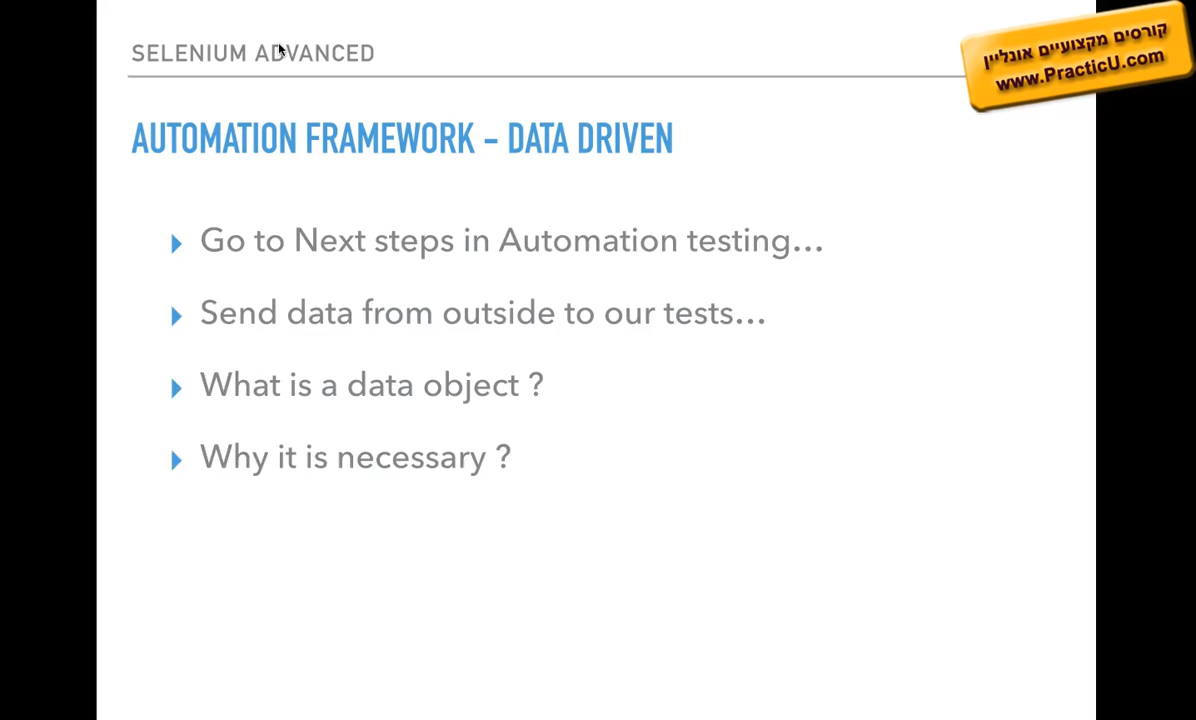 SELENIUM ADVANCED
קורסים מקצועיים אונליין
www.PracticU.com
AUTOMATION FRAMEWORK - DATA DRIVEN
Go to Next steps in Automation testing…
Send data from outside to our tests…
What is a data object ?
Why it is necessary ?